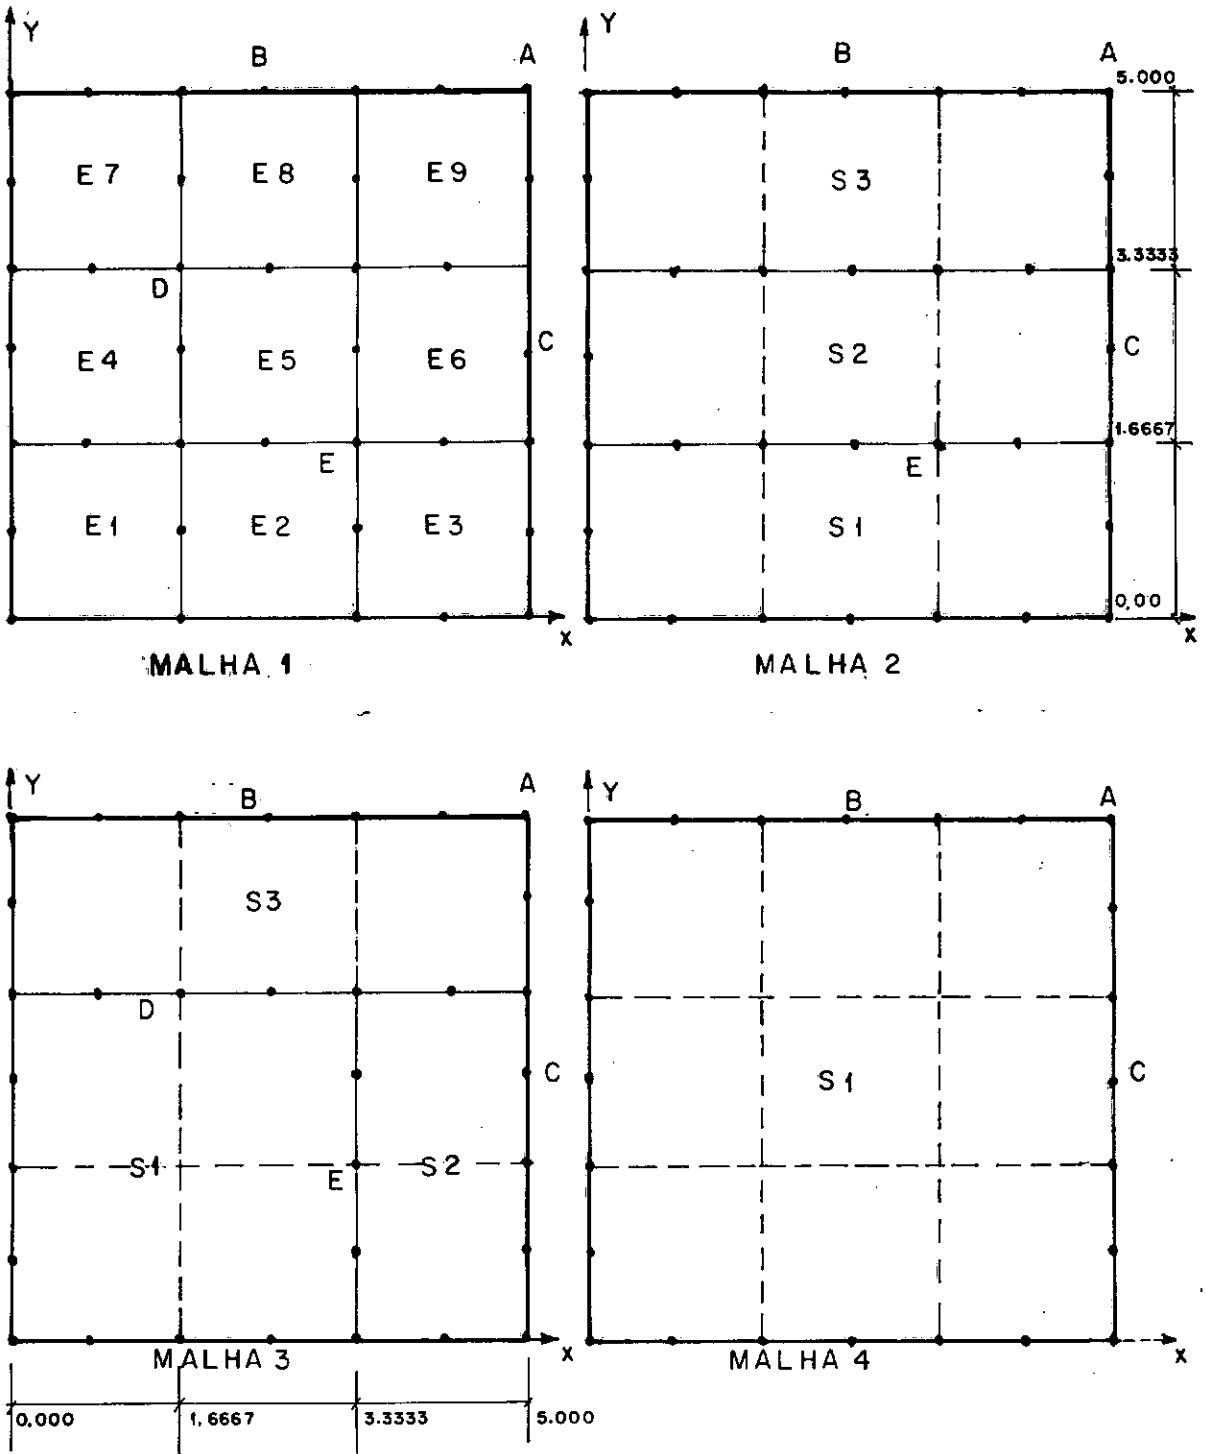 Y
B
A
E7
E8
E9
D
C
E4
E5
E6
E
E1
E2
E3
X
MALHA 1
Y
B
A
5.000
S3
3.3333
C
S2
1.6667
E
S1
0,00
X
MALHA 2
Y
B
A
S3
D
C
S1
E
S2
X
MALHA 3
0.000
1,6667
3.3333
5.000
Y
B
A
S1
C
X
MALHA 4